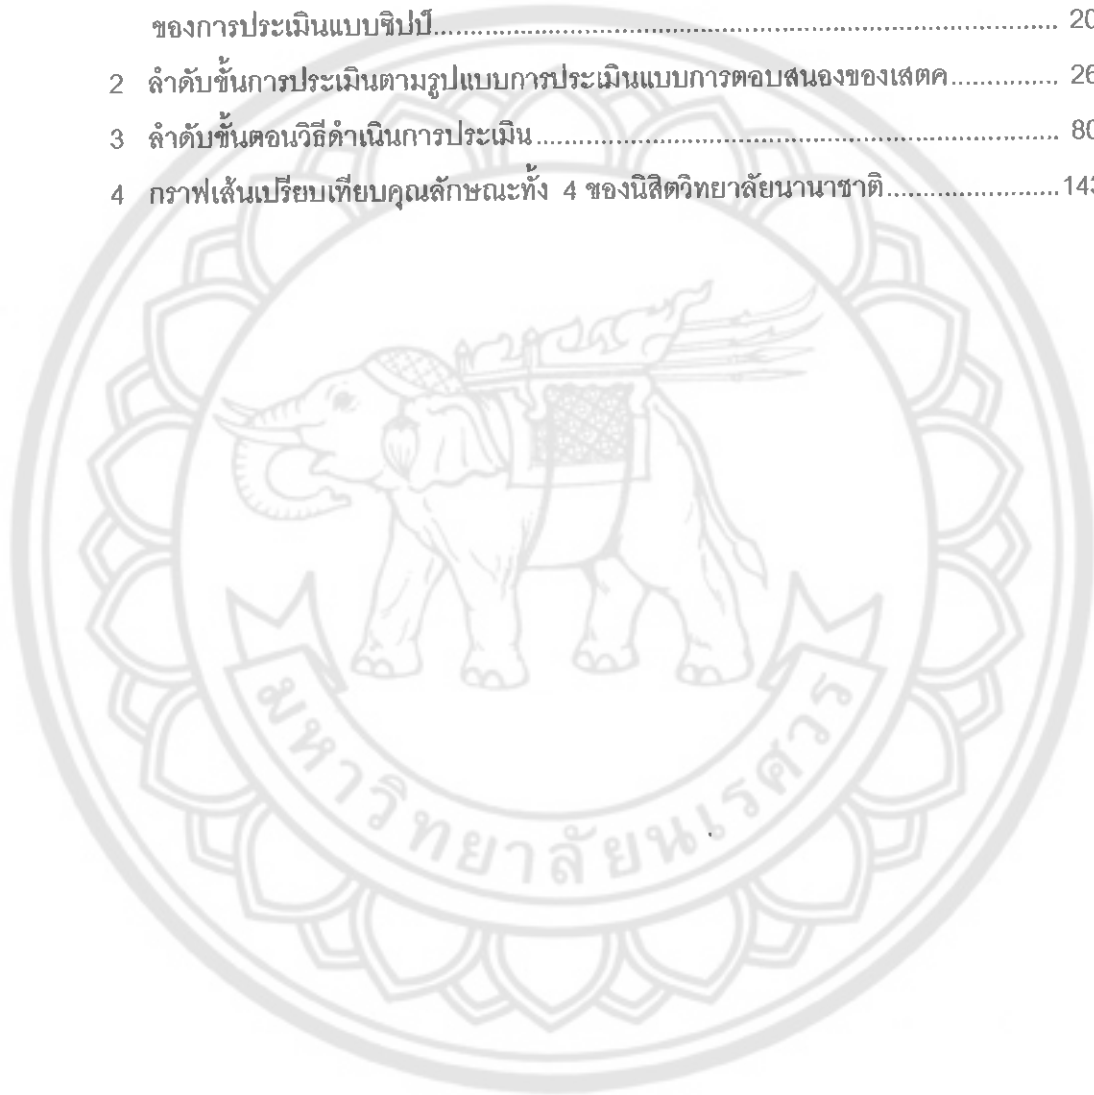 ของการประเมินแบบซิปป์.................................................................................... 20
2 ลำดับขั้นการประเมินตามรูปแบบการประเมินแบบการตอบสนองของเสตค............... 26
3 ลำดับขั้นตอนวิธีดำเนินการประเมิน..................................................................... 80
4 กราฟเส้นเปรียบเทียบคุณลักษณะทั้ง 4 ของนิสิตวิทยาลัยนานาชาติ...................... 143
มหาวิทยาลัยนเรศวร